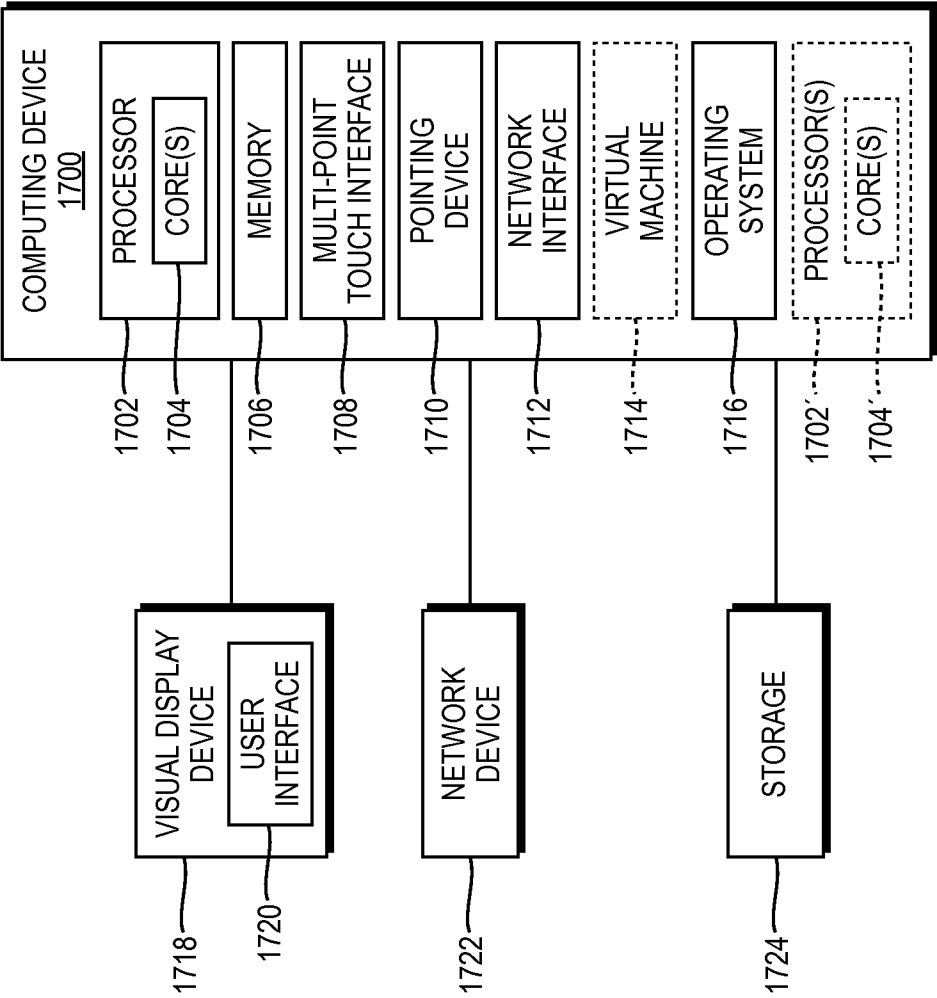 COMPUTING DEVICE
1700
PROCESSOR
CORE(S)
MEMORY
MULTI-POINT
TOUCH INTERFACE
POINTING
DEVICE
NETWORK
INTERFACE
VIRTUAL
MACHINE
OPERATING
SYSTEM
PROCESSOR(S)
CORE(S)
1702
1704
1706
1708
1710
1712
1714
1716
1702´
1704´
VISUAL DISPLAY
DEVICE
USER
INTERFACE
1718
1720
NETWORK
DEVICE
1722
STORAGE
1724